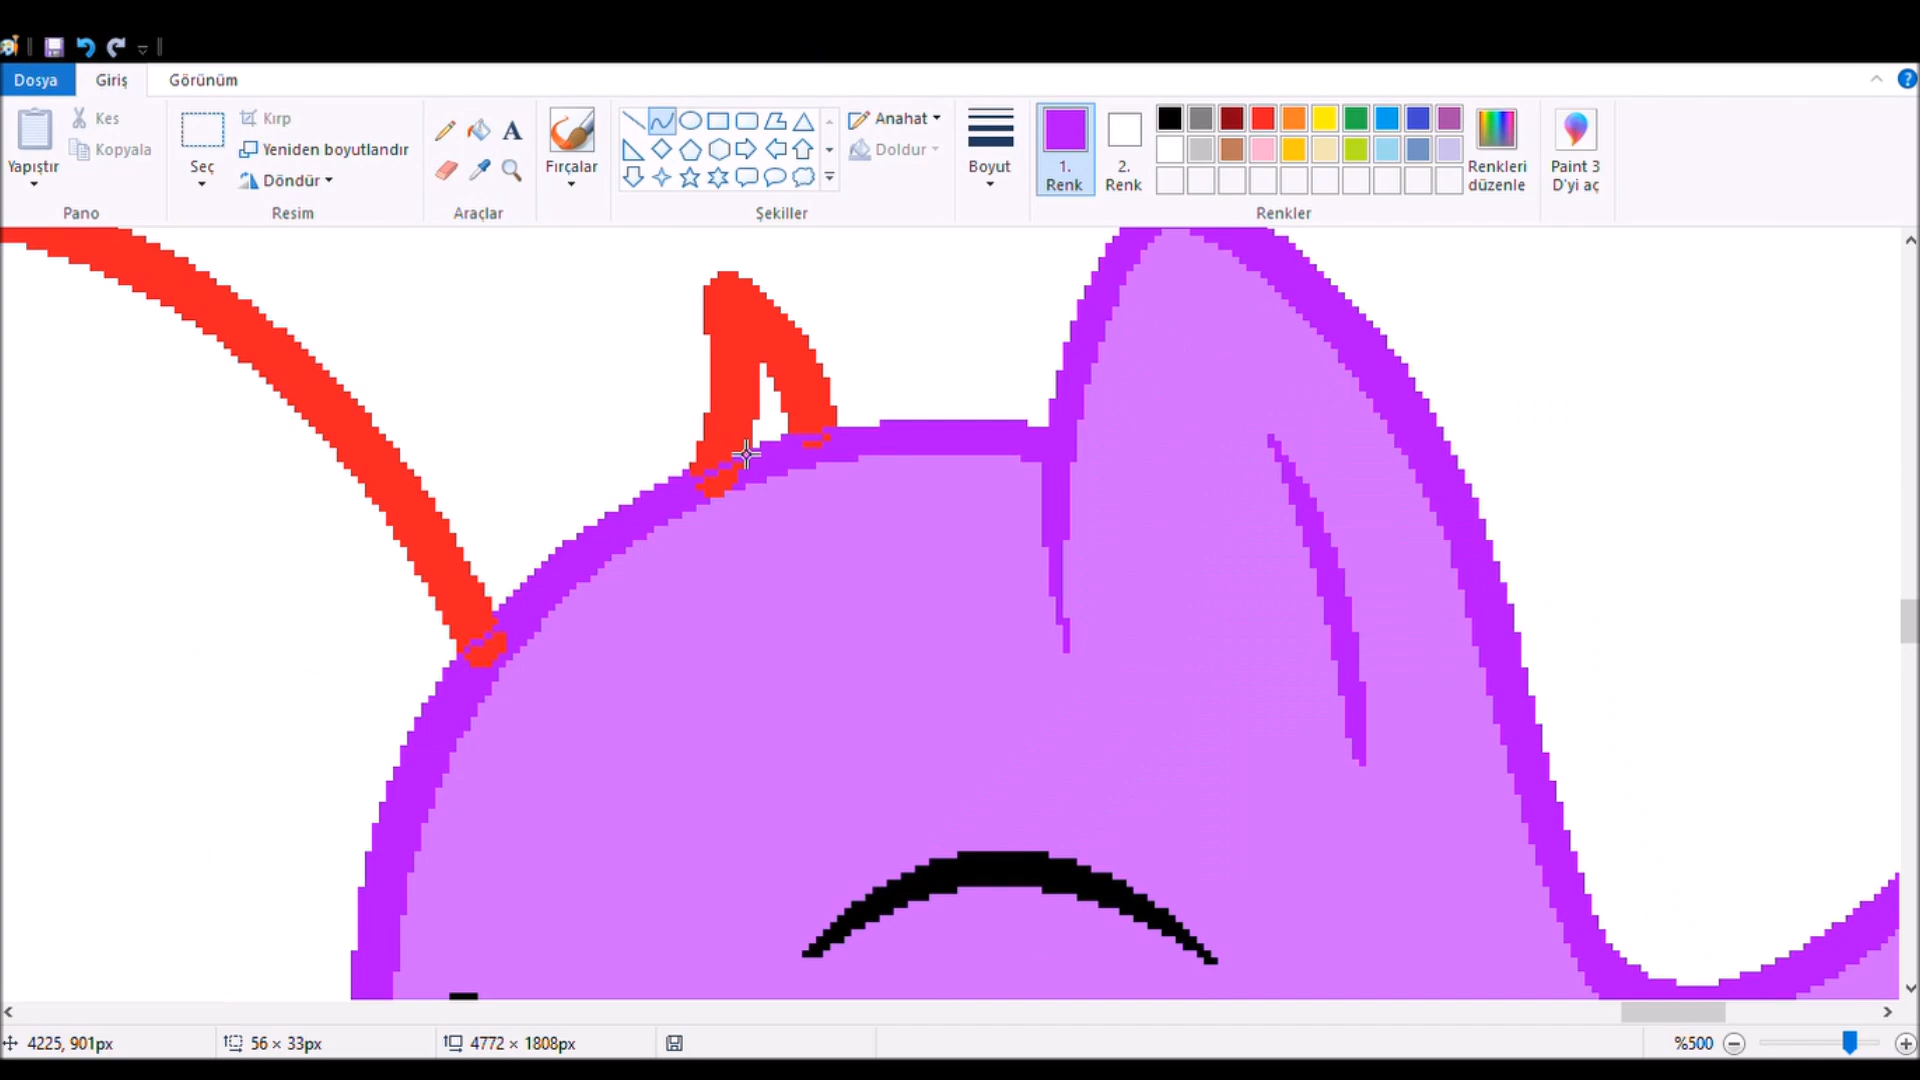 Dosya Giriş Görünüm
Yapıştır
Kes
Kopyala
Pano
Seç
Kırp
Yeniden boyutlandır
Döndür
Resim
Araçlar
Fırçalar
Şekiller
Anahat
Doldur
Boyut
1.
Renk
2.
Renk
Renkler
Renkleri
düzenle
Paint 3
D'yi aç
4225, 901px
56 × 33px
4772 × 1808px
%500